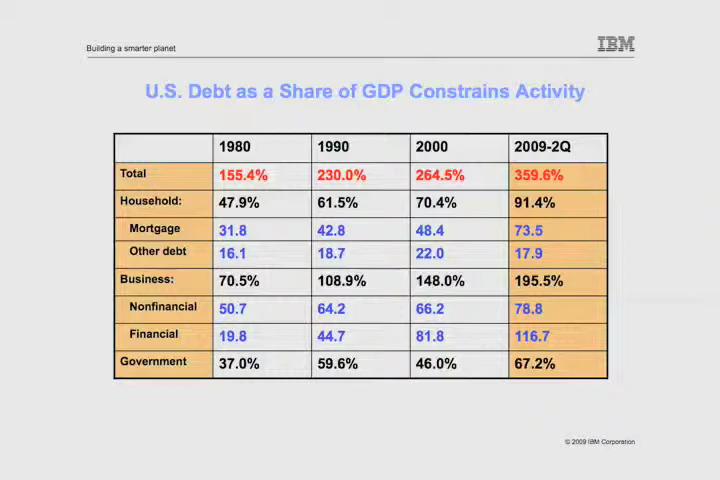 Building a smarter planet
IBM
U.S. Debt as a Share of GDP Constrains Activity
1980 1990 2000 2009-2Q
Total 155.4% 230.0% 264.5% 359.6%
Household: 47.9% 61.5% 70.4% 91.4%
Mortgage 31.8 42.8 48.4 73.5
Other debt 16.1 18.7 22.0 17.9
Business: 70.5% 108.9% 148.0% 195.5%
Nonfinancial 50.7 64.2 66.2 78.8
Financial 19.8 44.7 81.8 116.7
Government 37.0% 59.6% 46.0% 67.2%
© 2009 IBM Corporation